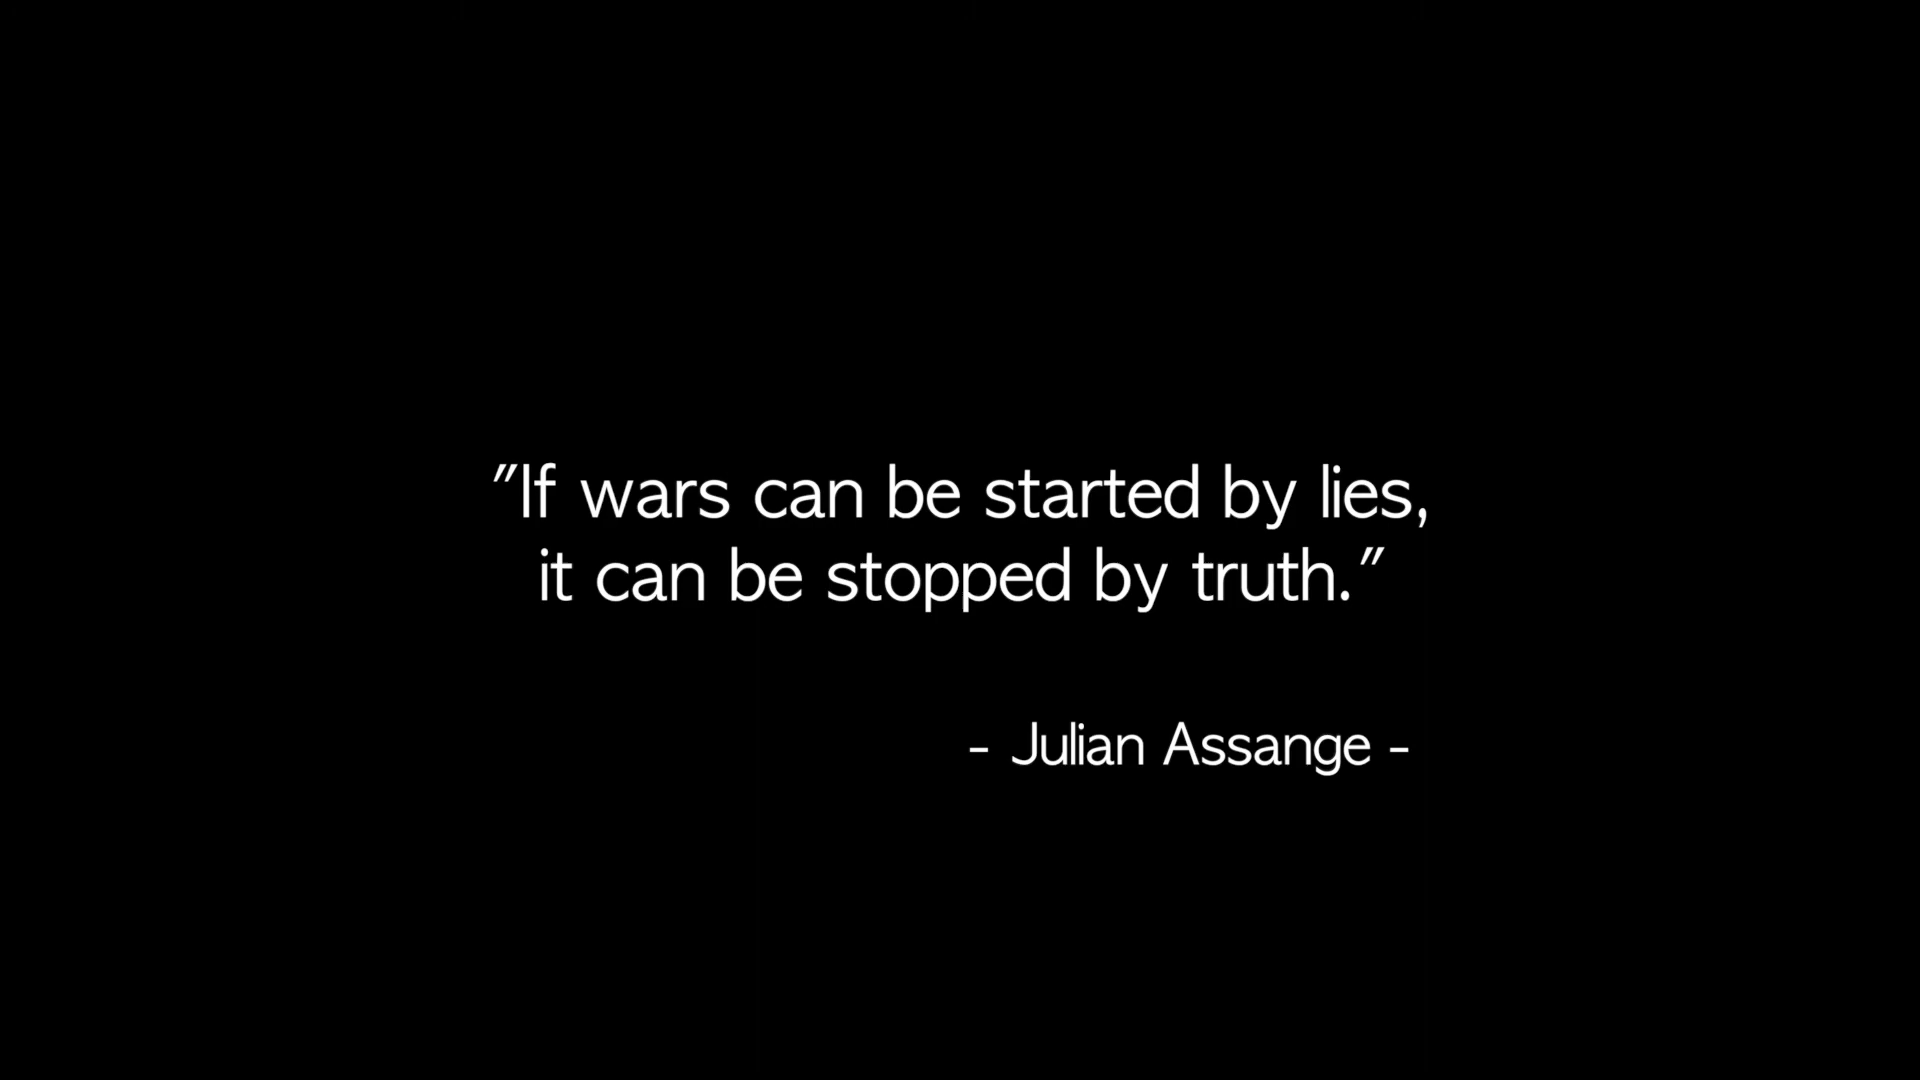 "If wars can be started by lies,
it can be stopped by truth."
- Julian Assange -